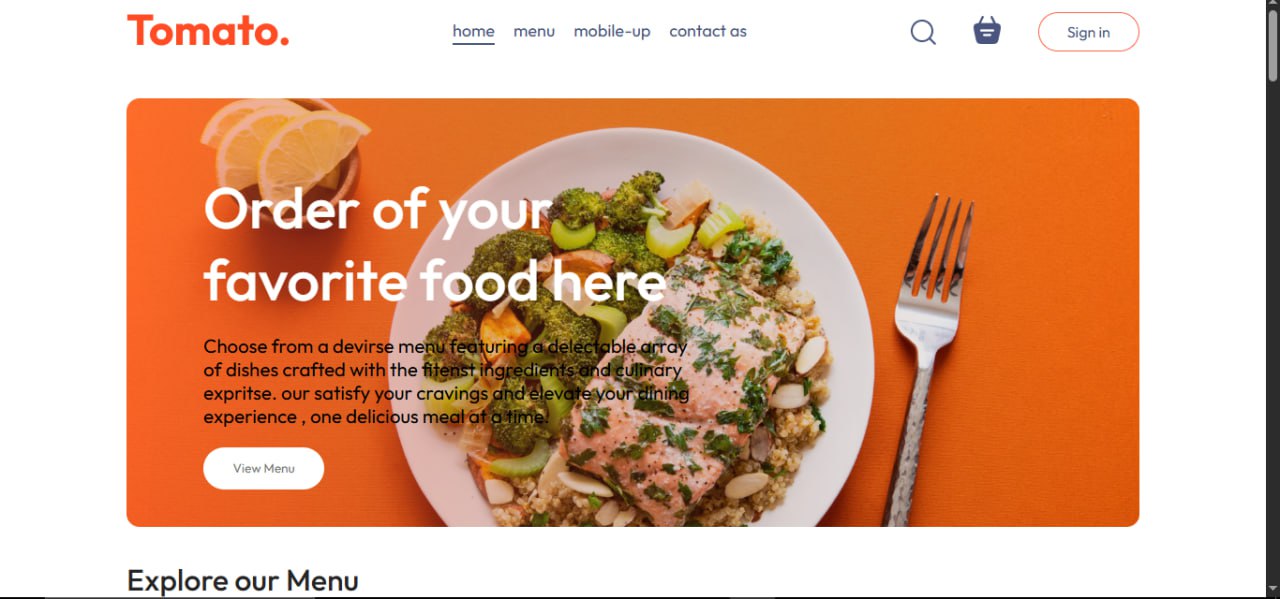 Tomato.
home menu mobile-up contact as
Sign in
Order of your
favorite food here
Choose from a devirse menu featuring a delectable array
of dishes crafted with the fitenst ingredients and culinary
expritse. our satisfy your cravings and elevate your dining
experience , one delicious meal at a time.
View Menu
Explore our Menu